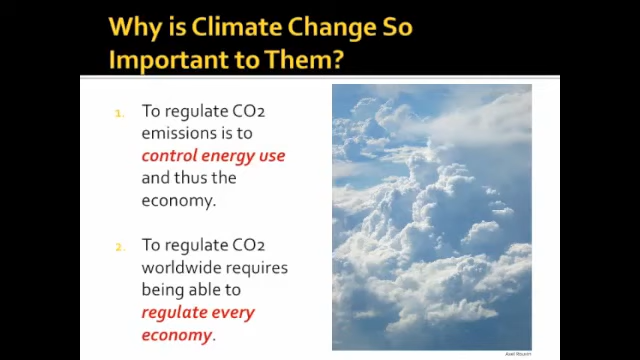 Why is Climate Change So
Important to Them?
1. To regulate CO2
emissions is to
control energy use
and thus the
economy.
2. To regulate CO2
worldwide requires
being able to
regulate every
economy.